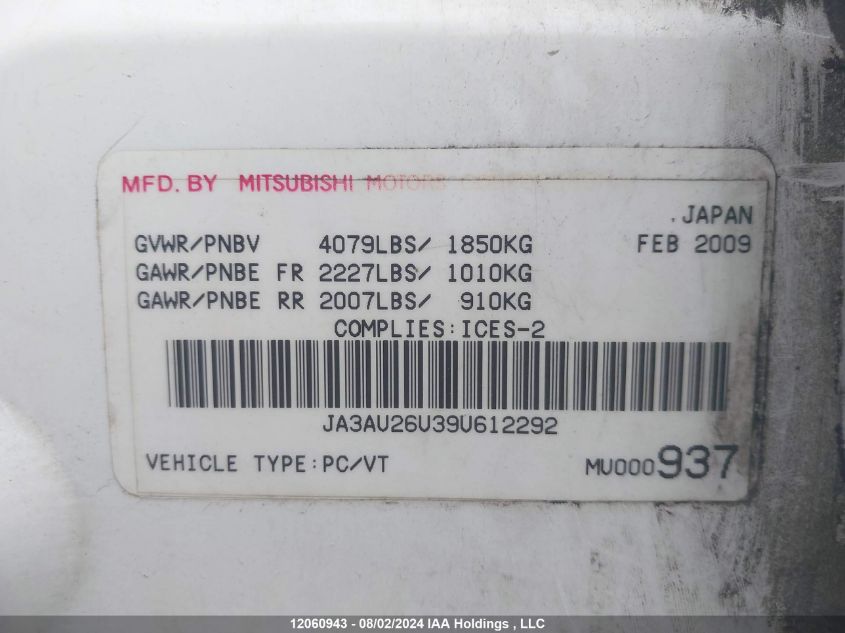 MFD. BY MITSUBISHI MOTORS
.JAPAN
GVWR/PNBV 4079LBS/ 1850KG FEB 2009
GAWR/PNBE FR 2227LBS/ 1010KG
GAWR/PNBE RR 2007LBS/ 910KG
COMPLIES:ICES-2
JA3AU26U39U612292
VEHICLE TYPE:PC/VT MU000937
12060943 - 08/02/2024 IAA Holdings , LLC